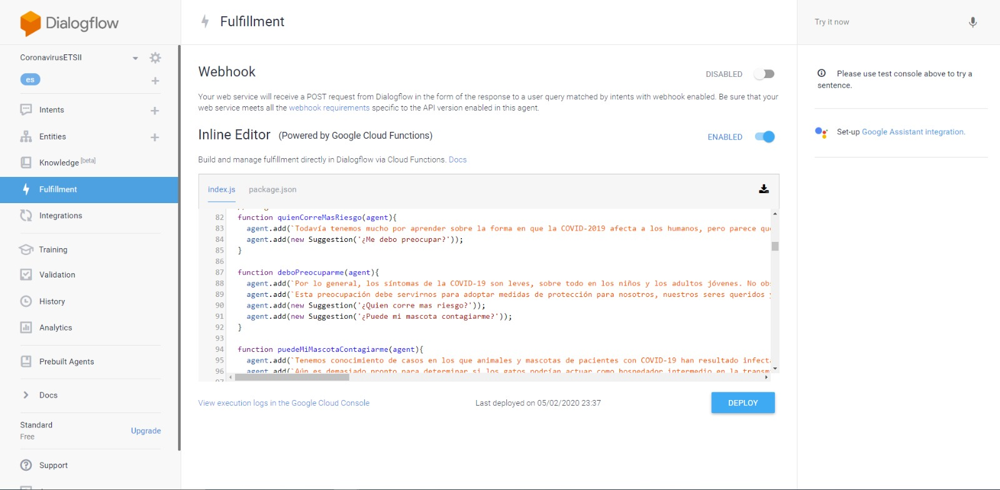 Dialogflow
CoronavirusETSII
es
Intents
Entities
Knowledge [beta]
Fulfillment
Integrations
Training
Validation
History
Analytics
Prebuilt Agents
Docs
Standard
Free
Upgrade
Support
Fulfillment
Webhook
DISABLED
Your web service will receive a POST request from Dialogflow in the form of the response to a user query matched by intents with webhook enabled. Be sure that your
web service meets all the webhook requirements specific to the API version enabled in this agent.
Inline Editor (Powered by Google Cloud Functions)
ENABLED
Build and manage fulfillment directly in Dialogflow via Cloud Functions. Docs
index.js package.json
82 function quienCorreMasRiesgo(agent){
83 agent.add(`Todavía tenemos mucho por aprender sobre la forma en que la COVID-2019 afecta a los humanos, pero parece que
84 agent.add(new Suggestion('¿Me debo preocupar?'));
85 }
86
87 function deboPreocuparme(agent){
88 agent.add(`Por lo general, los síntomas de la COVID-19 son leves, sobre todo en los niños y los adultos jóvenes. No obs
89 agent.add(`Esta preocupación debe servirnos para adoptar medidas de protección para nosotros, nuestros seres queridos y
90 agent.add(new Suggestion('¿Quien corre mas riesgo?'));
91 agent.add(new Suggestion('¿Puede mi mascota contagiarme?'));
92 }
93
94 function puedeMiMascotaContagiarme(agent){
95 agent.add(`Tenemos conocimiento de casos en los que animales y mascotas de pacientes con COVID-19 han resultado infecta
96 agent.add(`Aún es demasiado pronto para determinar si los gatos podrían actuar como hospedador intermedio en la transmi
97
View execution logs in the Google Cloud Console
Last deployed on 05/02/2020 23:37
DEPLOY
Try it now
Please use test console above to try a
sentence.
Set-up Google Assistant integration.